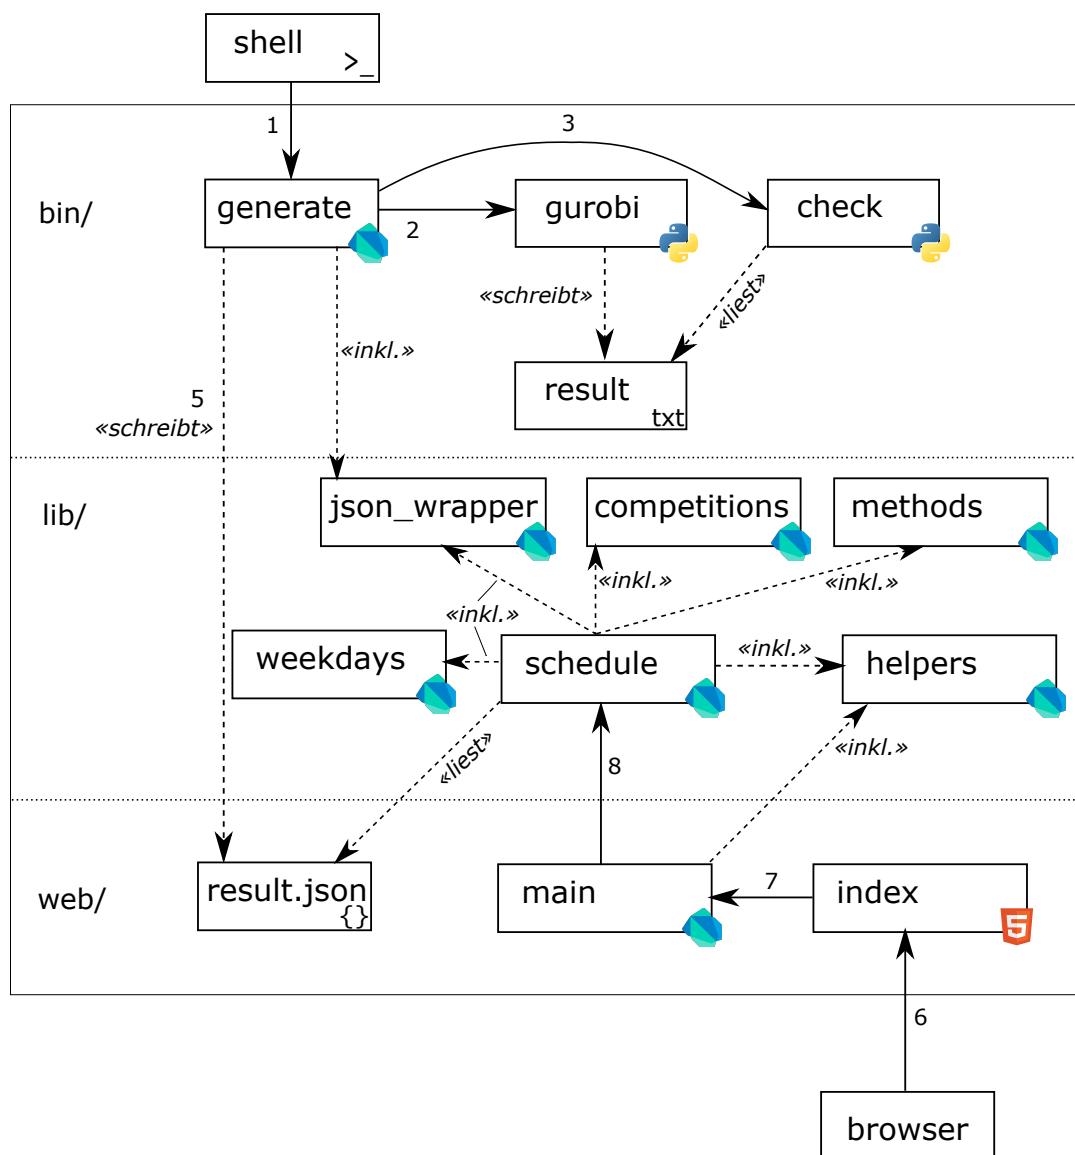 shell
>_
1
3
bin/
generate
2
gurobi
check
«schreibt»
«liest»
«inkl.»
result
txt
5
«schreibt»
lib/
json_wrapper
competitions
methods
«inkl.»
«inkl.»
«inkl.»
weekdays
schedule
«inkl.»
helpers
«liest»
8
«inkl.»
web/
result.json
{}
main
7
index
5
6
browser